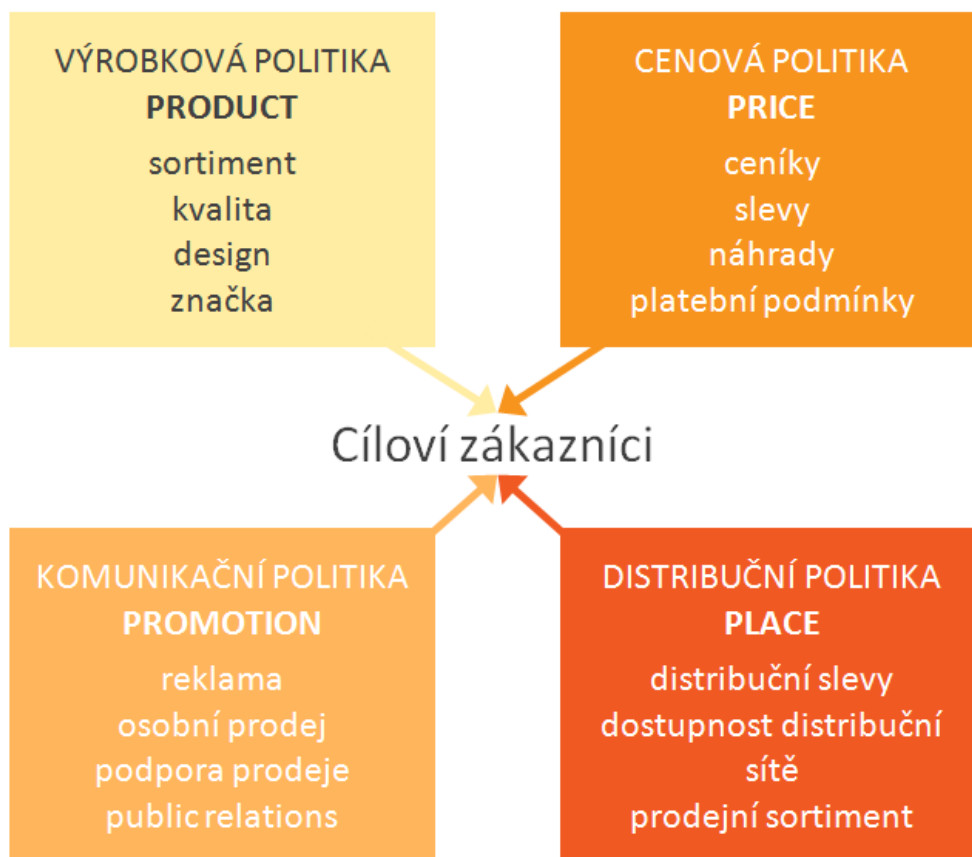 VÝROBKOVÁ POLITIKA
PRODUCT
sortiment
kvalita
design
značka
CENOVÁ POLITIKA
PRICE
ceníky
slevy
náhrady
platební podmínky
Cíloví zákazníci
KOMUNIKAČNÍ POLITIKA
PROMOTION
reklama
osobní prodej
podpora prodeje
public relations
DISTRIBUČNÍ POLITIKA
PLACE
distribuční slevy
dostupnost distribuční
sítě
prodejní sortiment